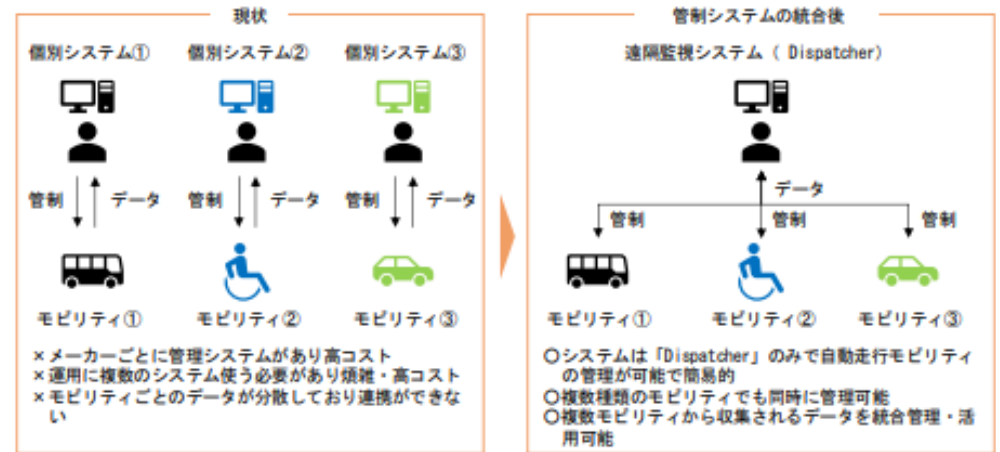 現状
個別システム① 個別システム② 個別システム③
管制 データ 管制 データ 管制 データ
モビリティ① モビリティ② モビリティ③
×メーカーごとに管理システムがあり高コスト
×運用に複数のシステム使う必要があり煩雑・高コスト
×モビリティごとのデータが分散しており連携ができな
い
管制システムの統合後
遠隔監視システム（ Dispatcher）
データ
管制 管制 管制
モビリティ① モビリティ② モビリティ③
〇システムは「Dispatcher」のみで自動走行モビリティ
の管理が可能で簡易的
〇複数種類のモビリティでも同時に管理可能
〇複数モビリティから収集されるデータを統合管理・活
用可能